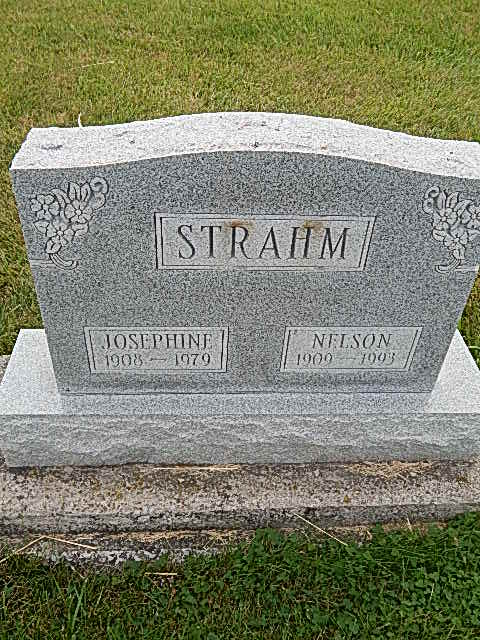 STRAHM
JOSEPHINE
1908 — 1979
NELSON
1909 — 1993